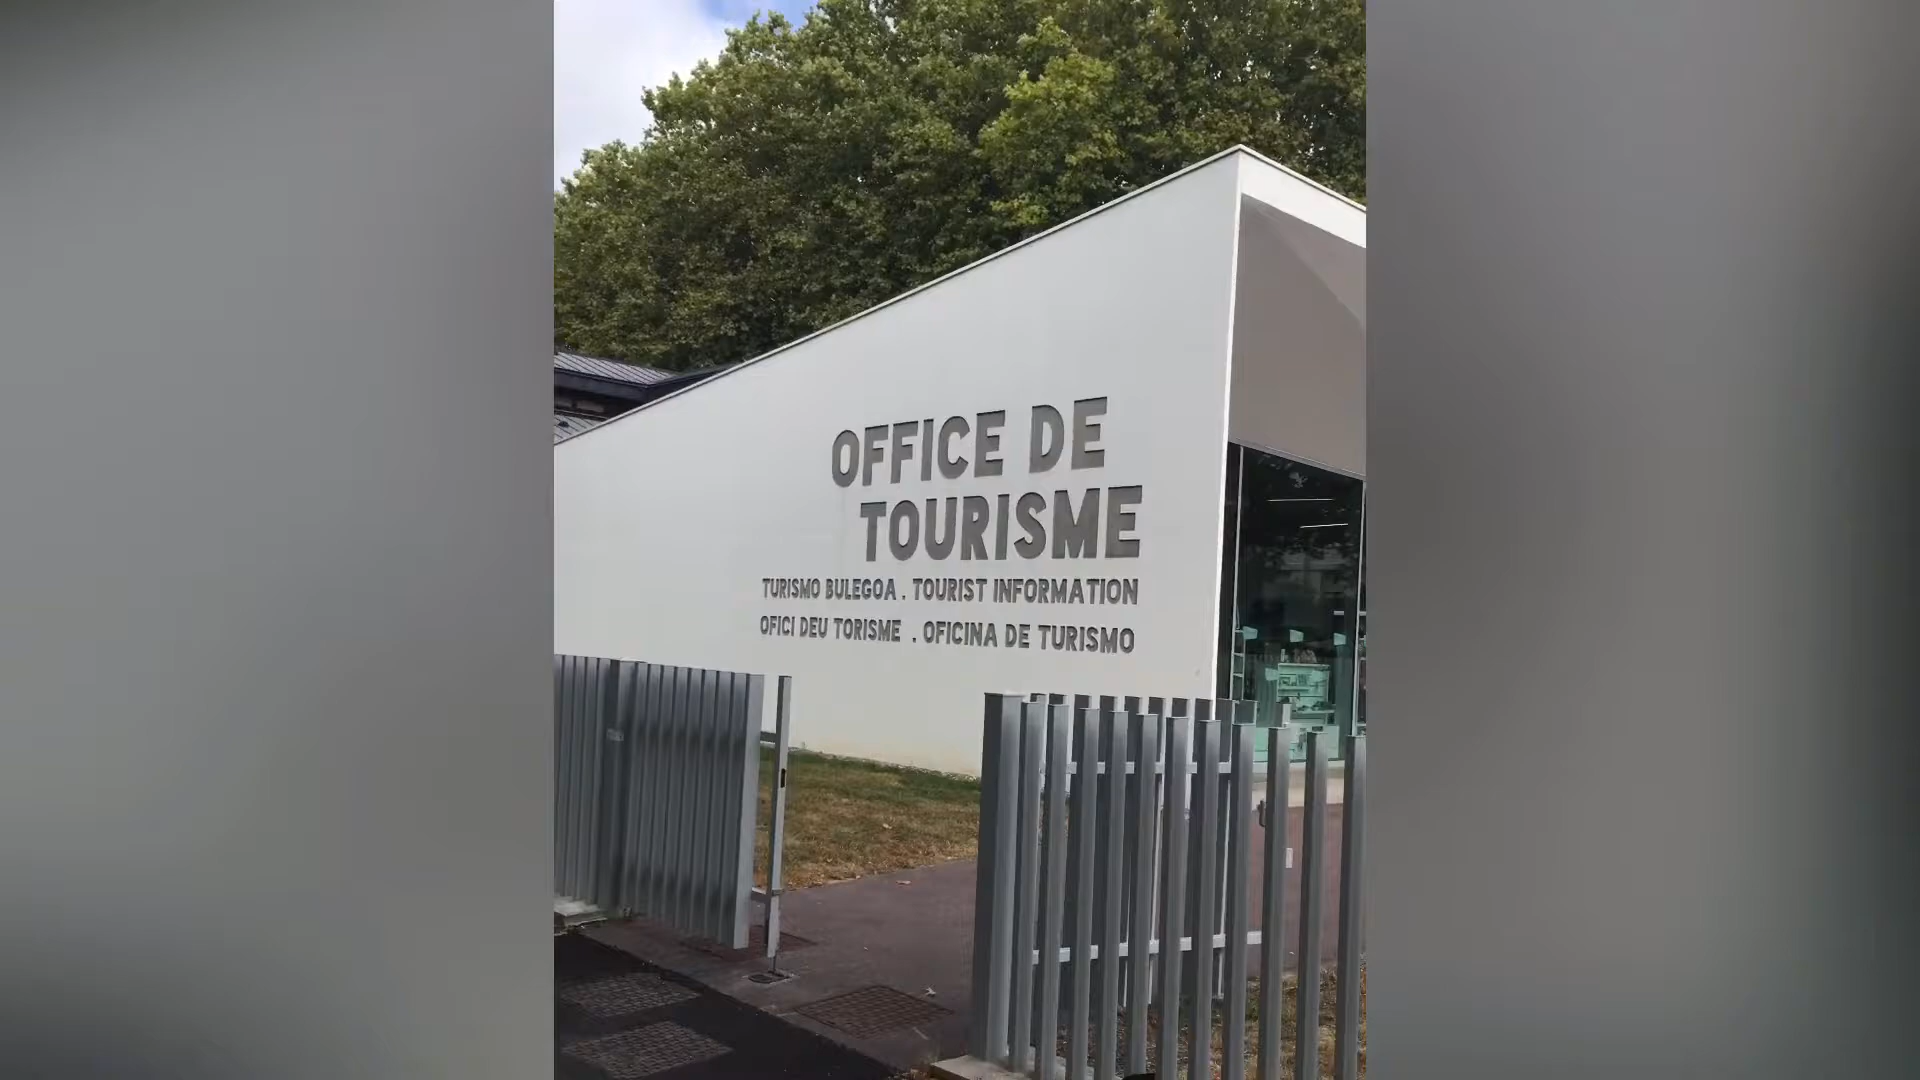 OFFICE DE
TOURISME
TURISMO BULEGOA . TOURIST INFORMATION
OFICI DEU TORISME . OFICINA DE TURISMO